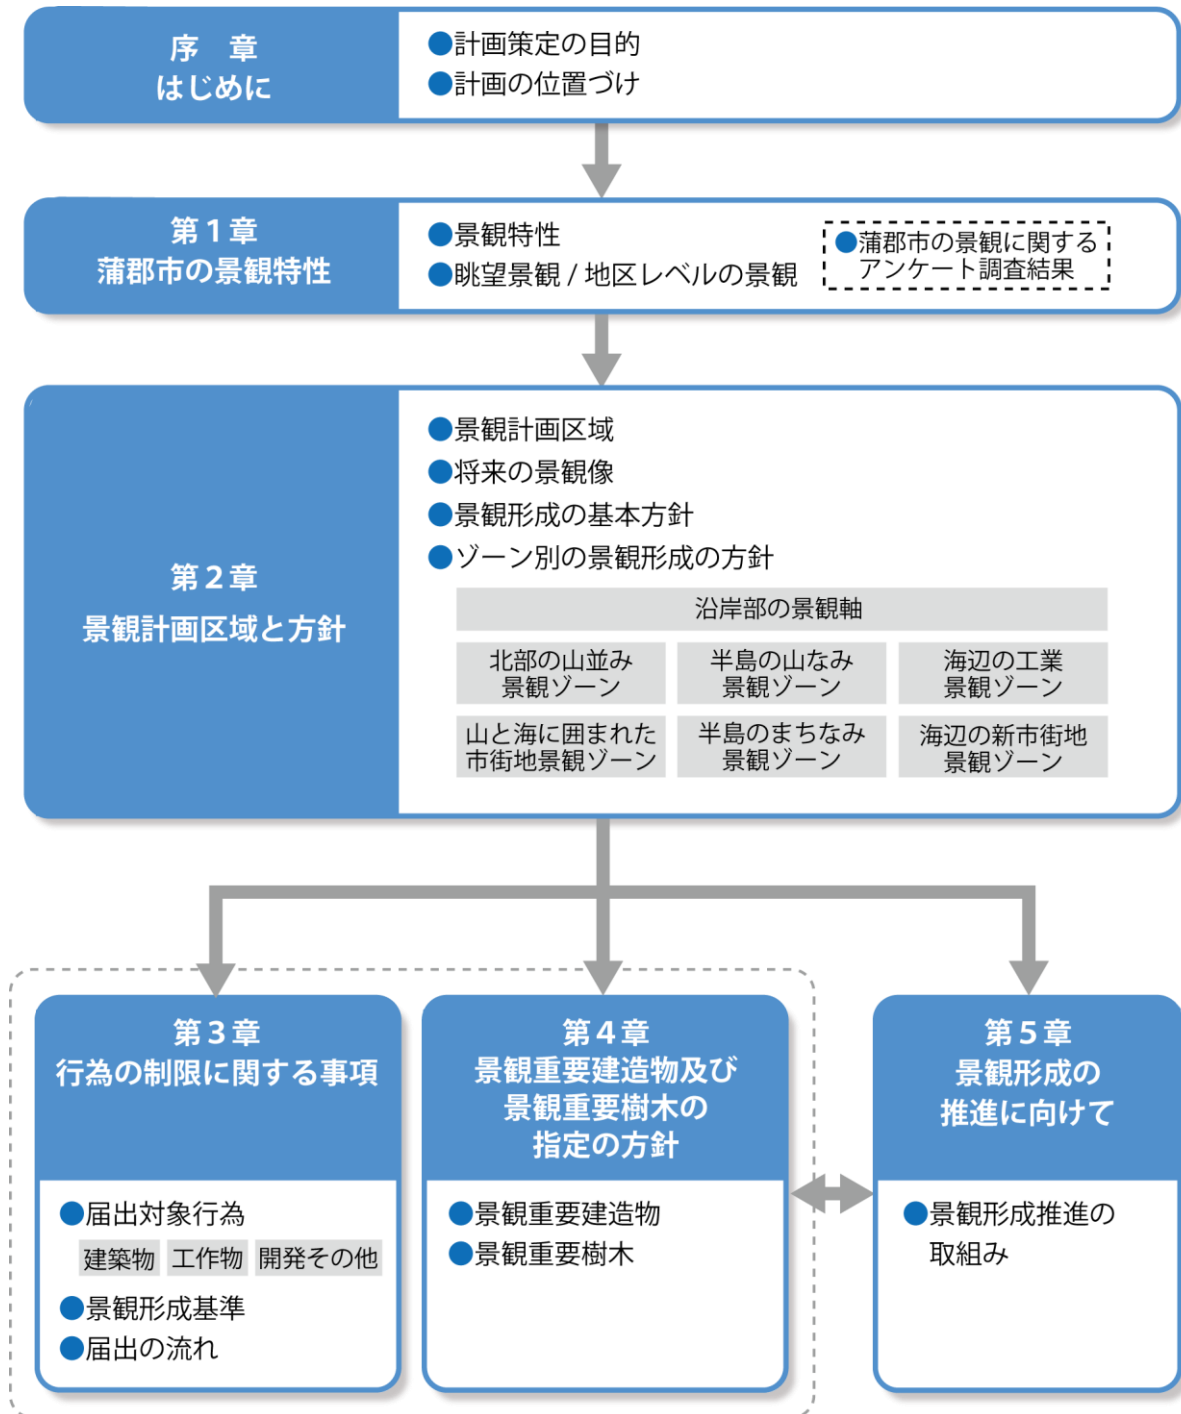 序　章
はじめに
●計画策定の目的
●計画の位置づけ
第１章
蒲郡市の景観特性
●景観特性
●眺望景観 / 地区レベルの景観
●蒲郡市の景観に関する
アンケート調査結果
第２章
景観計画区域と方針
●景観計画区域
●将来の景観像
●景観形成の基本方針
●ゾーン別の景観形成の方針
沿岸部の景観軸
北部の山並み
景観ゾーン
半島の山なみ
景観ゾーン
海辺の工業
景観ゾーン
山と海に囲まれた
市街地景観ゾーン
半島のまちなみ
景観ゾーン
海辺の新市街地
景観ゾーン
第３章
行為の制限に関する事項
●届出対象行為
建築物
工作物
開発その他
●景観形成基準
●届出の流れ
第４章
景観重要建造物及び
景観重要樹木の
指定の方針
●景観重要建造物
●景観重要樹木
第５章
景観形成の
推進に向けて
●景観形成推進の
取組み